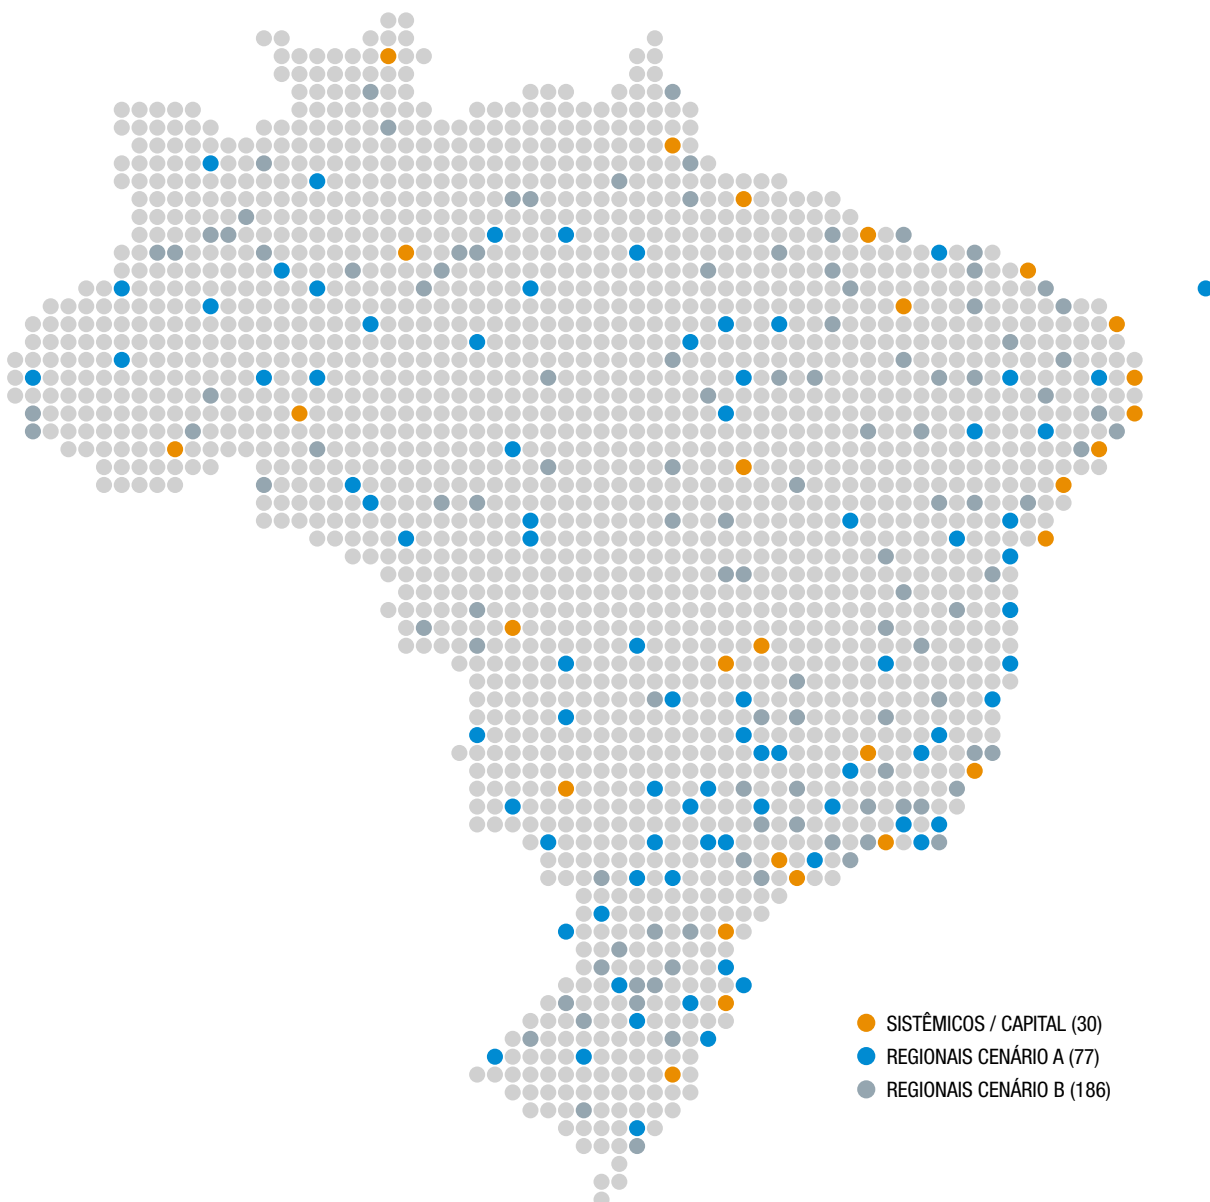 SISTÊMICOS / CAPITAL (30)
REGIONAIS CENÁRIO A (77)
REGIONAIS CENÁRIO B (186)